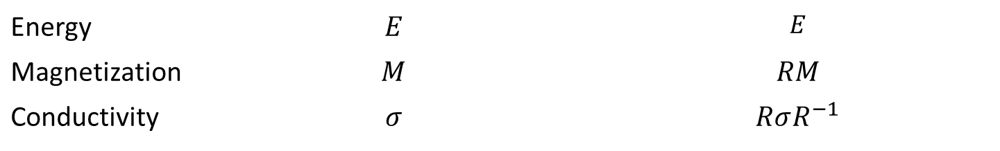 Energy E E
Magnetization M RM
Conductivity σ RσR⁻¹